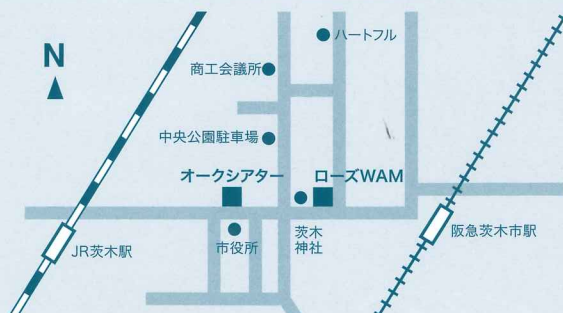 N
ハートフル
商工会議所
中央公園駐車場
オークシアター
ローズWAM
市役所
茨木
神社
JR茨木駅
阪急茨木市駅